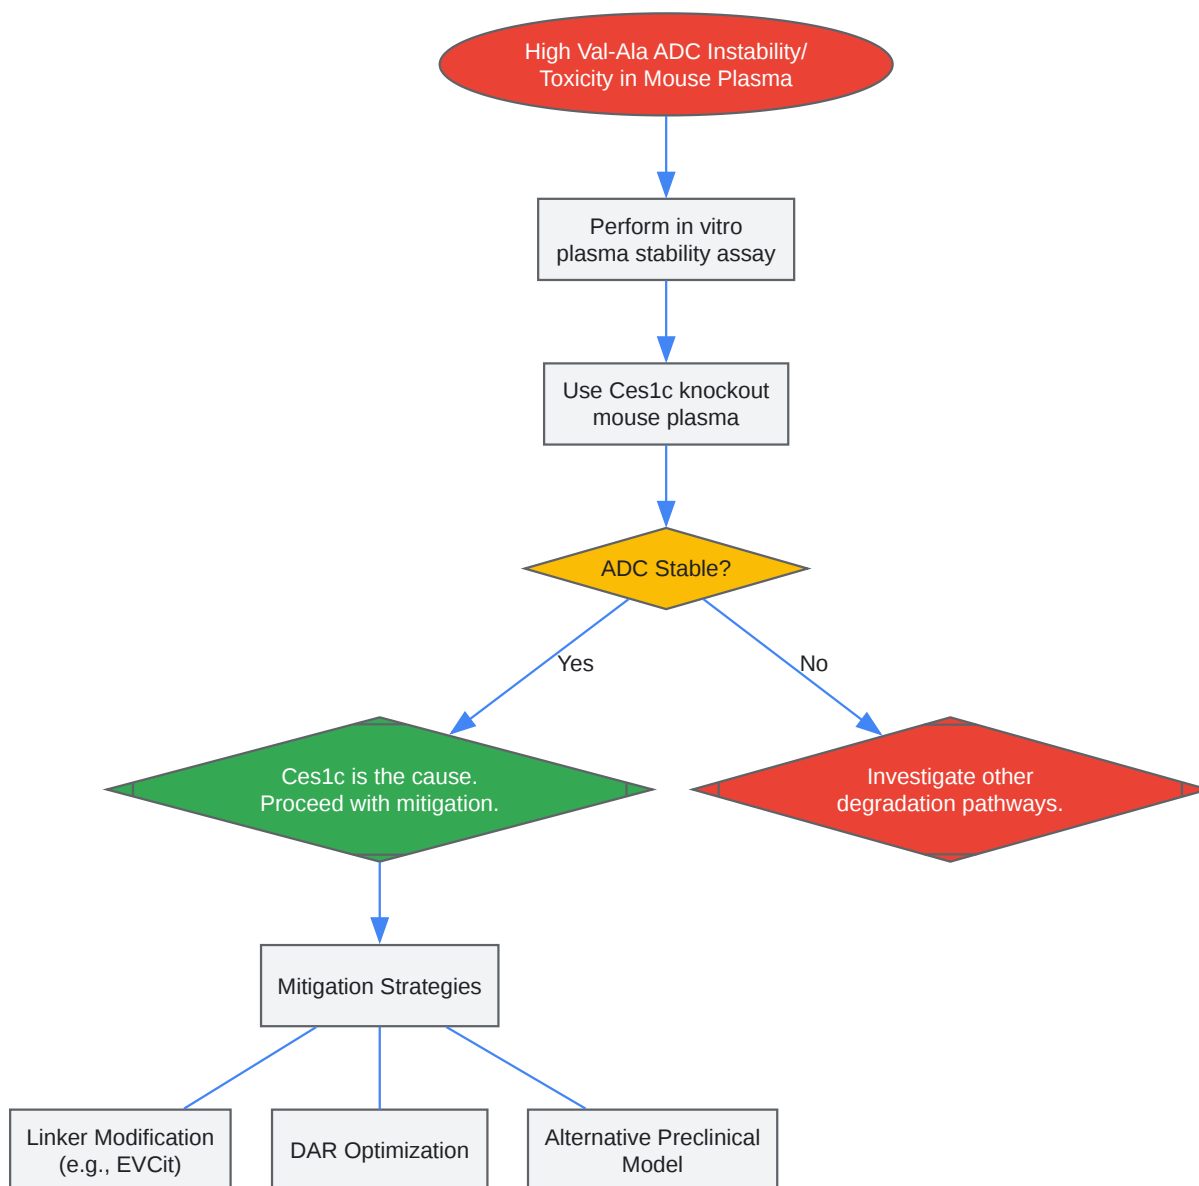 High Val-Ala ADC Instability/
Toxicity in Mouse Plasma
Perform in vitro
plasma stability assay
Use Ces1c knockout
mouse plasma
ADC Stable?
Yes
No
Ces1c is the cause.
Proceed with mitigation.
Investigate other
degradation pathways.
Mitigation Strategies
Linker Modification
(e.g., EVCit)
DAR Optimization
Alternative Preclinical
Model